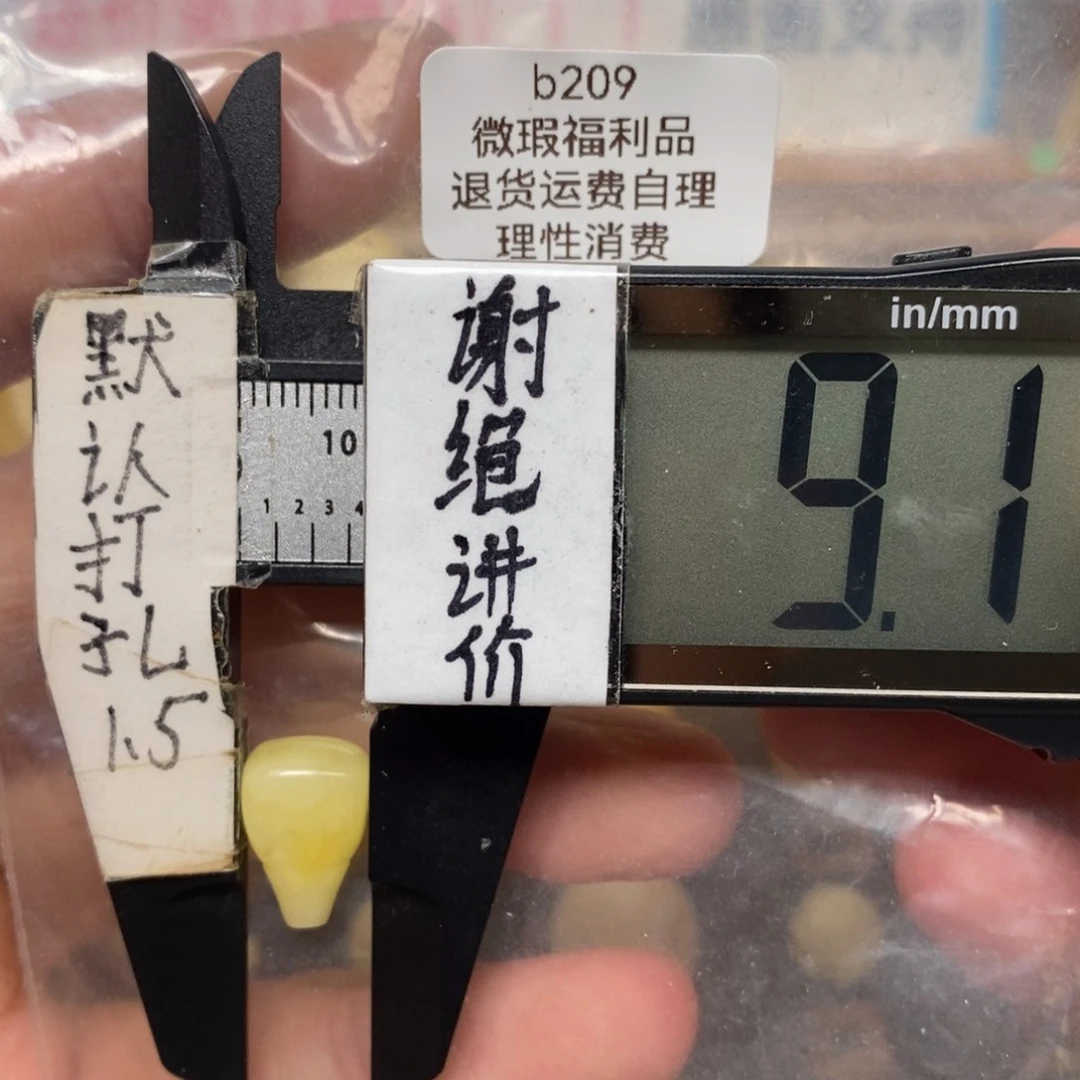 b209
微瑕福利品
退货运费自理
理性消费
谢绝讲价
in/mm
9.1
默认打孔
1.5
10
1 2 3 4